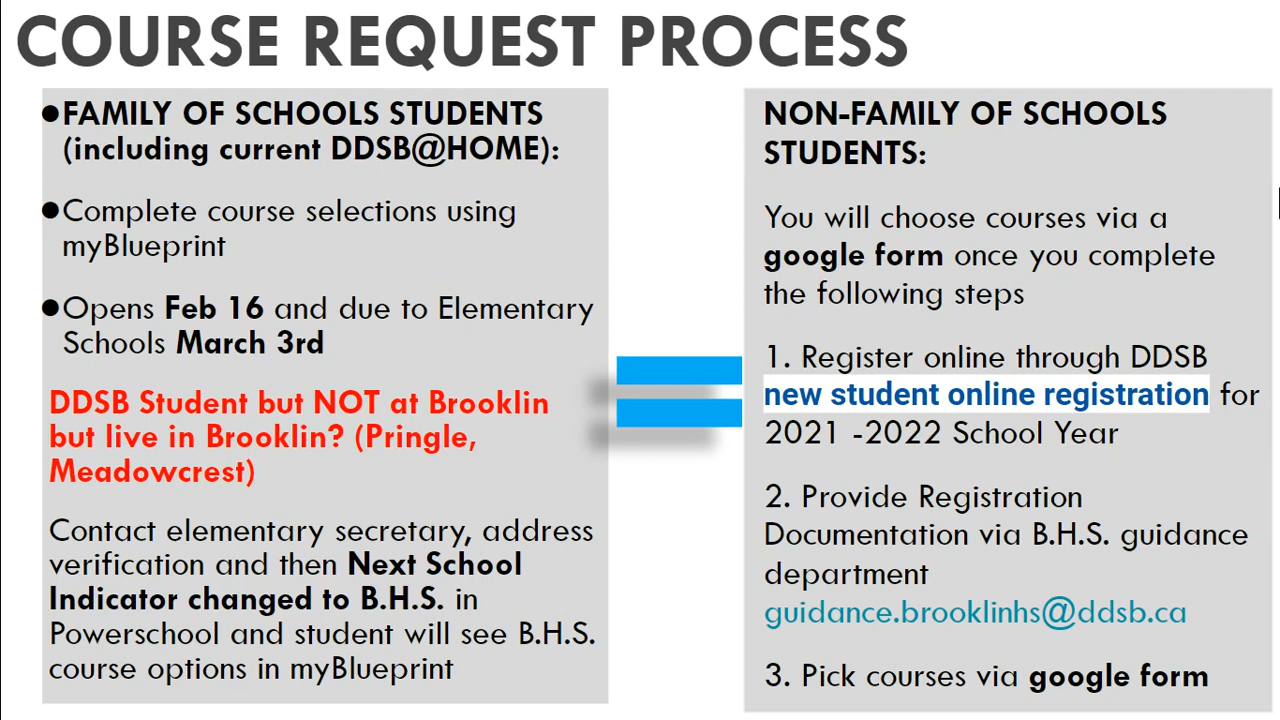 COURSE REQUEST PROCESS
●FAMILY OF SCHOOLS STUDENTS
(including current DDSB@HOME):
●Complete course selections using
myBlueprint
●Opens Feb 16 and due to Elementary
Schools March 3rd
DDSB Student but NOT at Brooklin
but live in Brooklin? (Pringle,
Meadowcrest)
Contact elementary secretary, address
verification and then Next School
Indicator changed to B.H.S. in
Powerschool and student will see B.H.S.
course options in myBlueprint
NON-FAMILY OF SCHOOLS
STUDENTS:
You will choose courses via a
google form once you complete
the following steps
1. Register online through DDSB
new student online registration for
2021 -2022 School Year
2. Provide Registration
Documentation via B.H.S. guidance
department
guidance.brooklinhs@ddsb.ca
3. Pick courses via google form